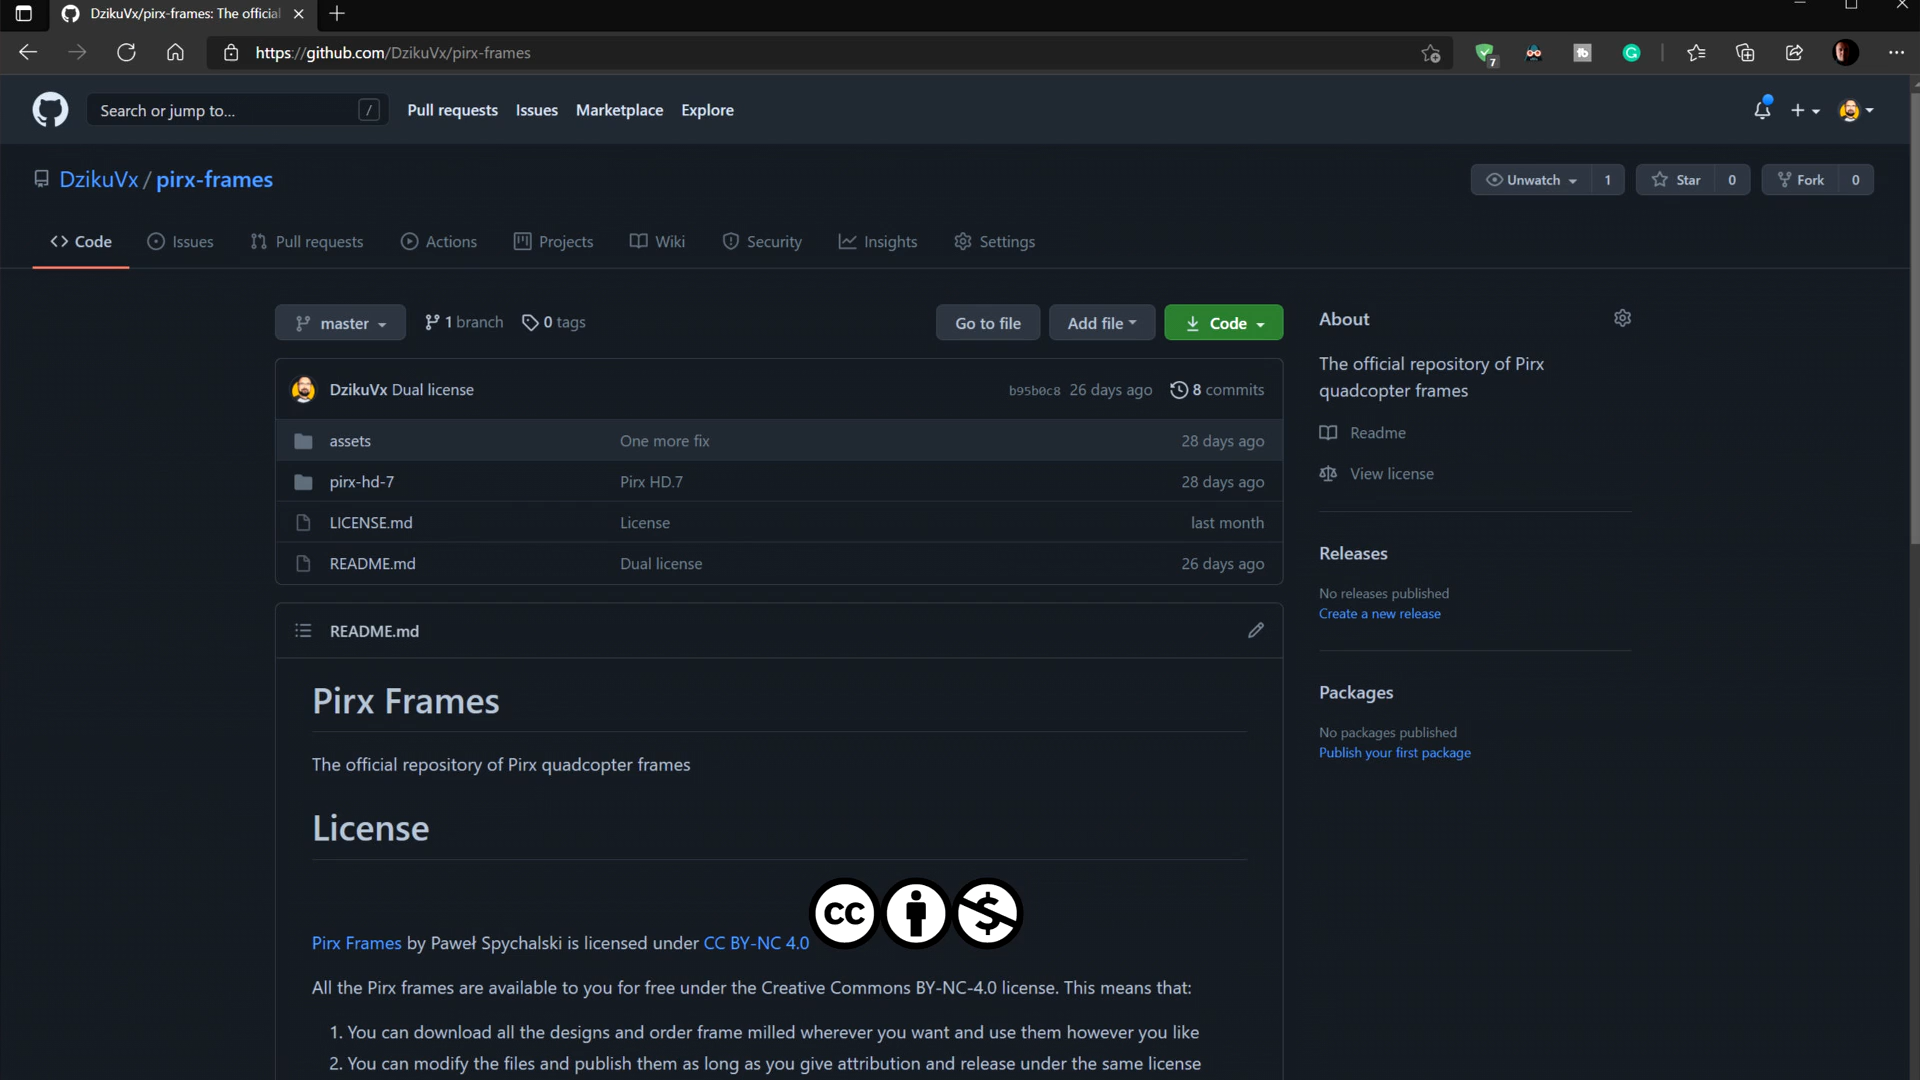 DzikuVx/pirx-frames: The official
https://github.com/DzikuVx/pirx-frames
7
Search or jump to... /
Pull requests Issues Marketplace Explore
DzikuVx / pirx-frames
Unwatch 1 Star 0 Fork 0
Code Issues Pull requests Actions Projects Wiki Security Insights Settings
master 1 branch 0 tags Go to file Add file Code
DzikuVx Dual license b95b0c8 26 days ago 8 commits
assets One more fix 28 days ago
pirx-hd-7 Pirx HD.7 28 days ago
LICENSE.md License last month
README.md Dual license 26 days ago
README.md
Pirx Frames
The official repository of Pirx quadcopter frames
License
Pirx Frames by Paweł Spychalski is licensed under CC BY-NC 4.0
cc $
All the Pirx frames are available to you for free under the Creative Commons BY-NC-4.0 license. This means that:
1. You can download all the designs and order frame milled wherever you want and use them however you like
2. You can modify the files and publish them as long as you give attribution and release under the same license
About
The official repository of Pirx
quadcopter frames
Readme
View license
Releases
No releases published
Create a new release
Packages
No packages published
Publish your first package